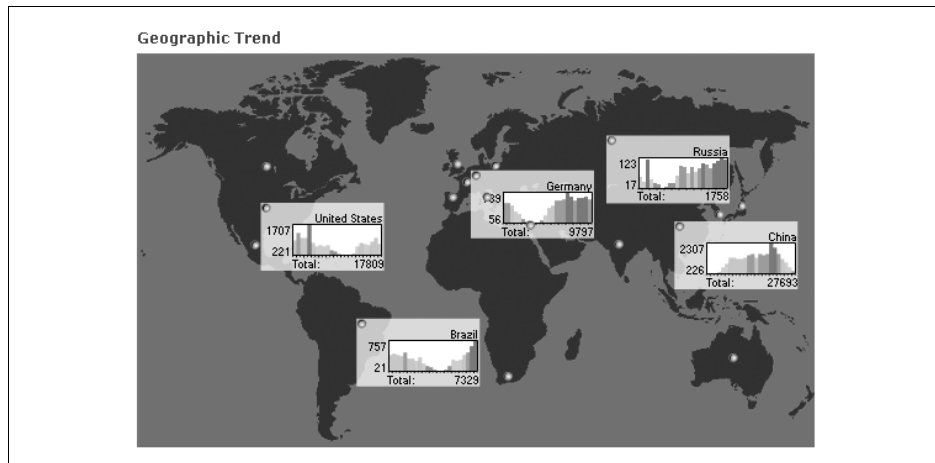 Geographic Trend
United States
1707
221
Total: 17809
Brazil
757
21
Total: 7329
Germany
56
Total: 9797
Russia
123
17
Total: 1758
China
2307
226
Total: 27693